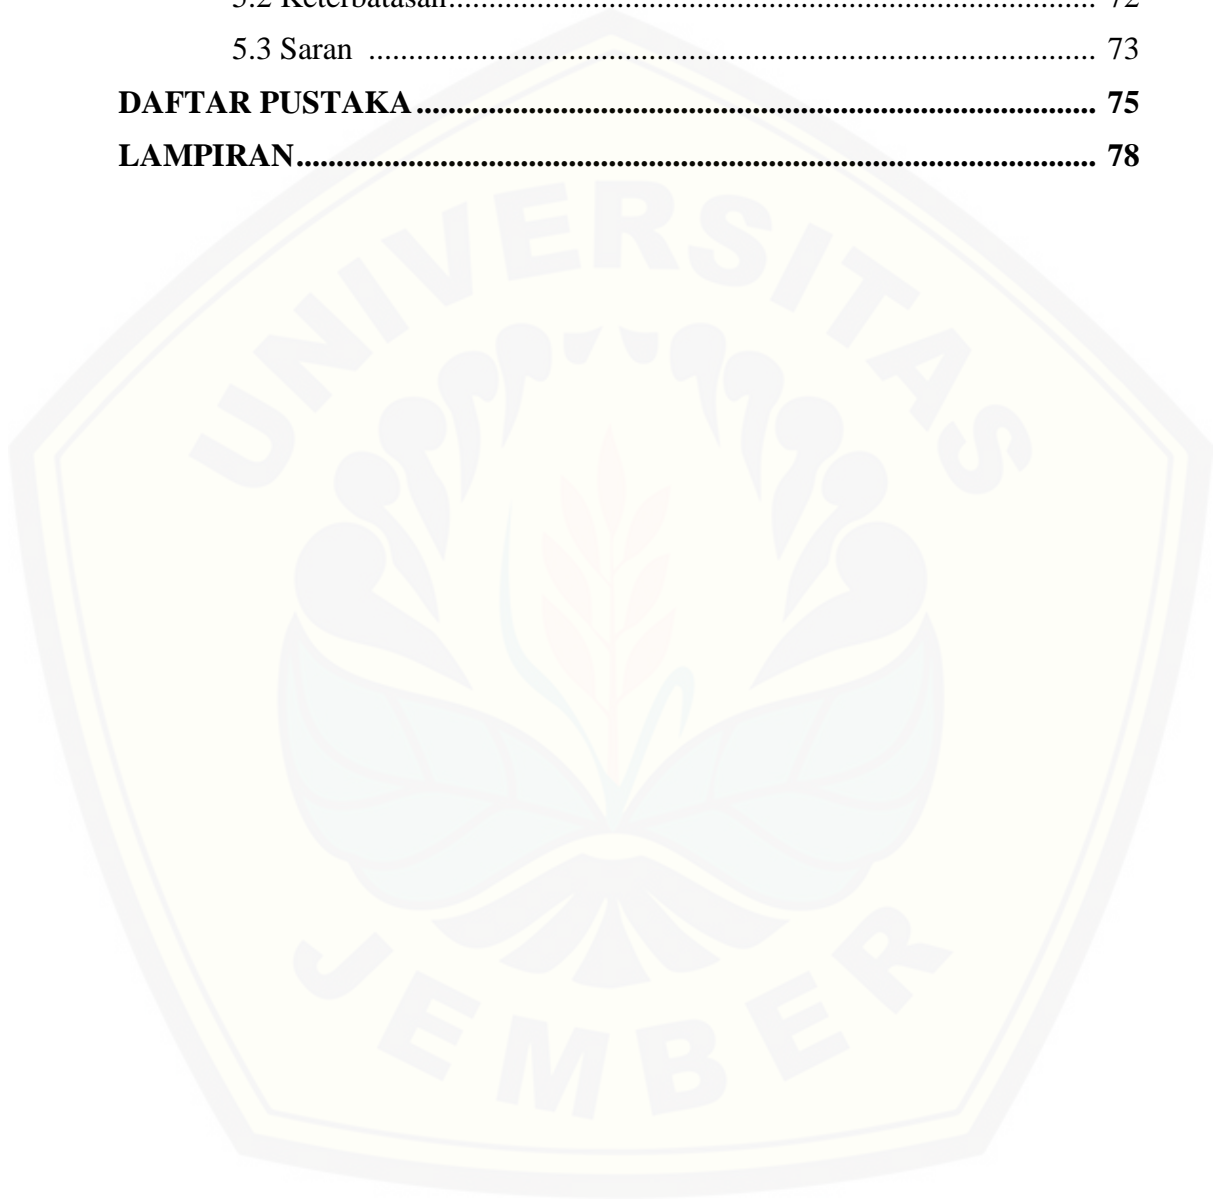 5.2 Keterbatasan.................................................................................. 72
5.3 Saran ........................................................................................... 73
DAFTAR PUSTAKA..................................................................................... 75
LAMPIRAN.................................................................................................... 78
UNIVERSITAS
JEMBER